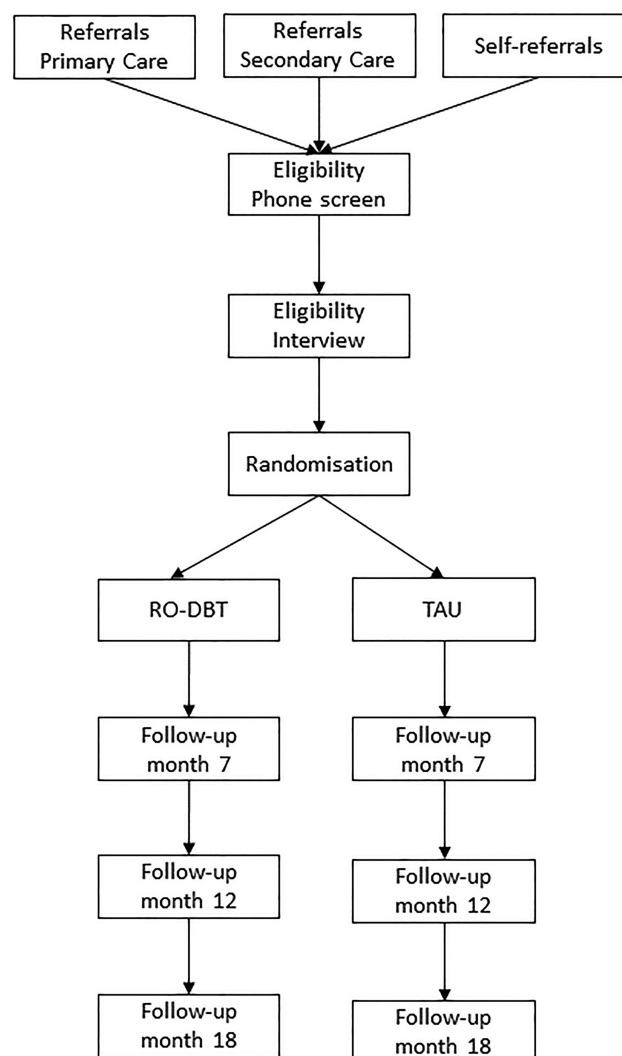 Referrals
Primary Care
Referrals
Secondary Care
Self-referrals
Eligibility
Phone screen
Eligibility
Interview
Randomisation
RO-DBT
TAU
Follow-up
month 7
Follow-up
month 7
Follow-up
month 12
Follow-up
month 12
Follow-up
month 18
Follow-up
month 18